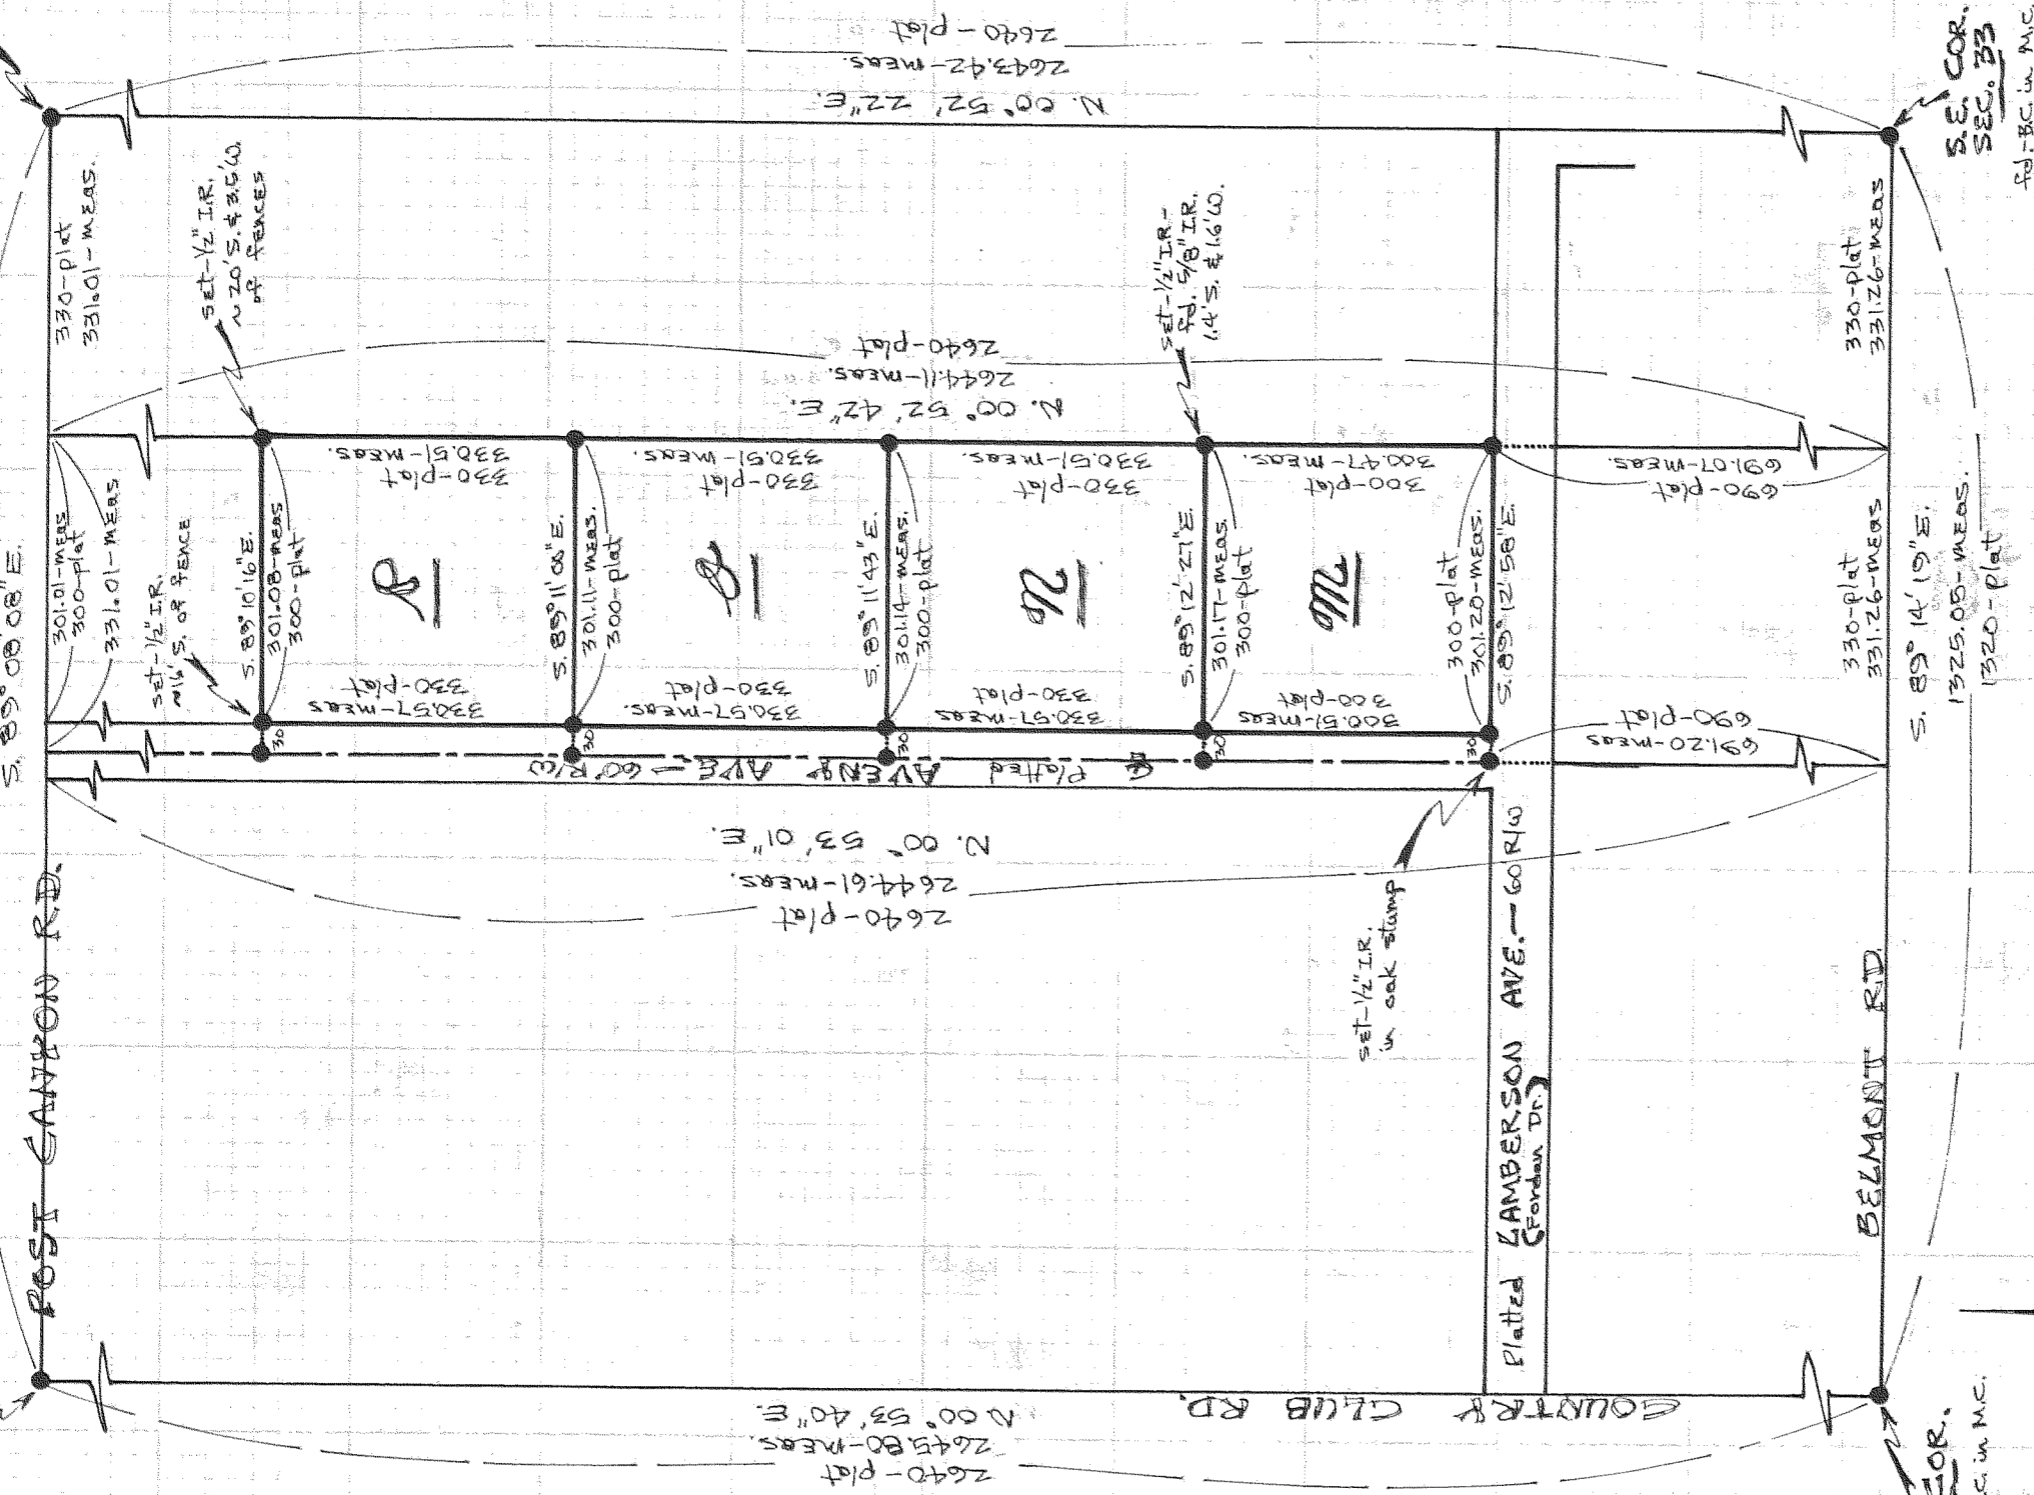 S. 89° 08' 08" E.
POST CANYON RD.
330-plat
331.01-meas.
301.01-meas
300-plat
331.01-meas.
set-1/2" I.R.
~20' S. & 3.5' W.
of fences
set-1/2" I.R.
~16' S. of fence
S. 89° 10' 16" E.
301.08-meas
300-plat
330-plat
330.51-meas.
330.57-meas
330-plat
S. 89° 11' 00" E.
301.11-meas.
300-plat
330-plat
330.51-meas.
330.57-meas.
330-plat
S. 89° 11' 43" E.
301.14-meas.
300-plat
330-plat
330.51-meas.
330.57-meas
330-plat
S. 89° 12' 27" E.
301.17-meas
300-plat
300-plat
300.47-meas.
300.51-meas
300-plat
300-plat
301.20-meas.
S. 89° 12' 58" E.
set-1/2" I.R.-
fd. 5/8" I.R.
1.4' S. & 1.6' W.
30
30
30
30
30
Platted AVENY AVE - 60' R/W
set-1/2" I.R.
in oak stump
Platted LAMBERSON AVE. - 60 R/W
(Fordan Dr.)
COUNTRY CLUB RD.
BELMONT RD.
2640-plat
2643.42-meas.
N. 00° 52' 22" E.
2640-plat
2644.11-meas.
N. 00° 52' 42" E.
N. 00° 53' 01" E.
2644.61-meas.
2640-plat
N. 00° 53' 40" E.
2645.80-meas.
2640-plat
690-plat
691.07-meas.
691.20-meas
690-plat
330-plat
331.26-meas
330-plat
331.26-meas
S. 89° 14' 19" E.
1325.05-meas.
1320-plat
S.E. COR.
SEC. 33
fd.-B.C. in M.C.
COR.
C. in M.C.